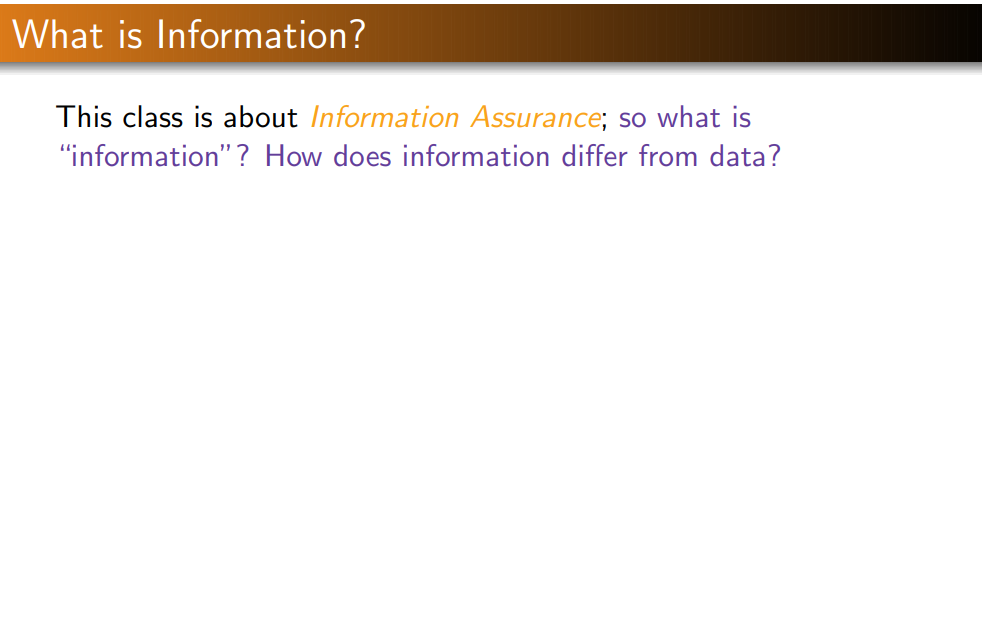 What is Information?
This class is about Information Assurance; so what is
“information”? How does information differ from data?